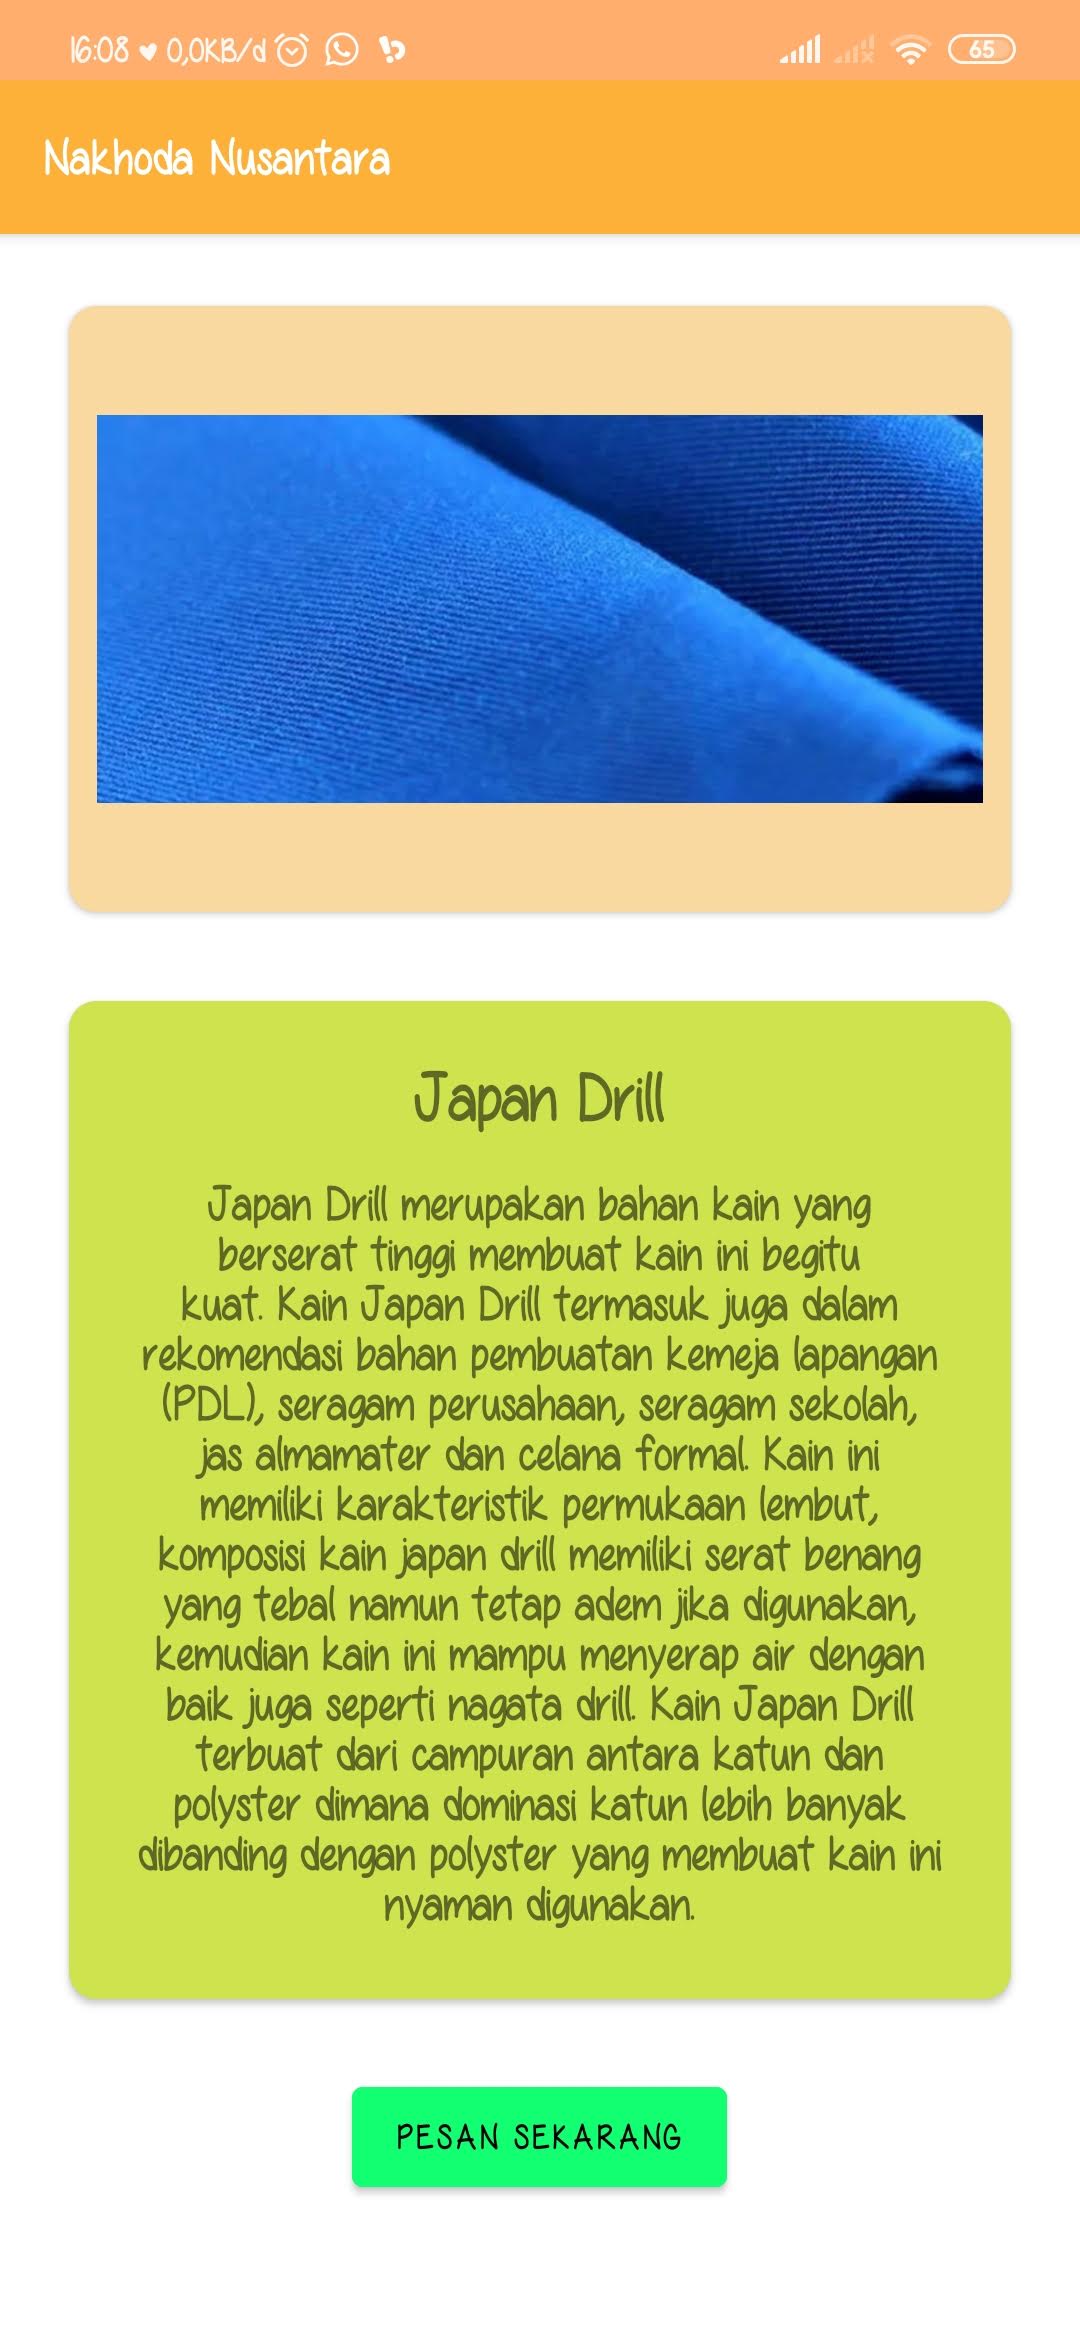 16:08 ♥ 0,0KB/d
65
Nakhoda Nusantara
Japan Drill
Japan Drill merupakan bahan kain yang
berserat tinggi membuat kain ini begitu
kuat. Kain Japan Drill termasuk juga dalam
rekomendasi bahan pembuatan kemeja lapangan
(PDL), seragam perusahaan, seragam sekolah,
jas almamater dan celana formal. Kain ini
memiliki karakteristik permukaan lembut,
komposisi kain japan drill memiliki serat benang
yang tebal namun tetap adem jika digunakan,
kemudian kain ini mampu menyerap air dengan
baik juga seperti nagata drill. Kain Japan Drill
terbuat dari campuran antara katun dan
polyster dimana dominasi katun lebih banyak
dibanding dengan polyster yang membuat kain ini
nyaman digunakan.
PESAN SEKARANG